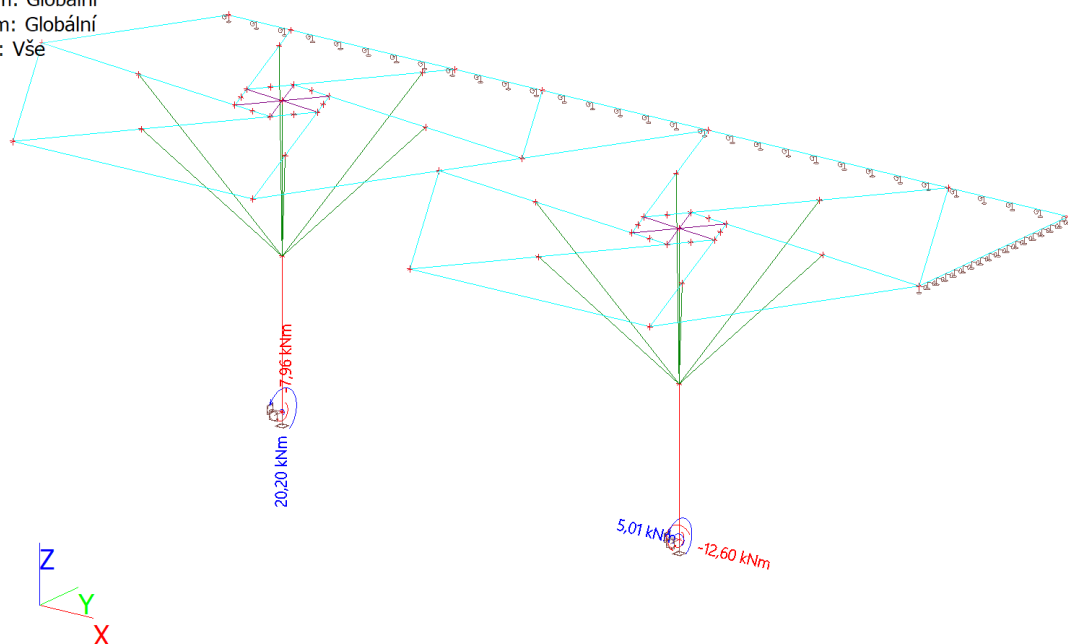 m: Globální
m: Globální
: Vše
-7,96 kNm
20,20 kNm
5,01 kNm
-12,60 kNm
Z
Y
X